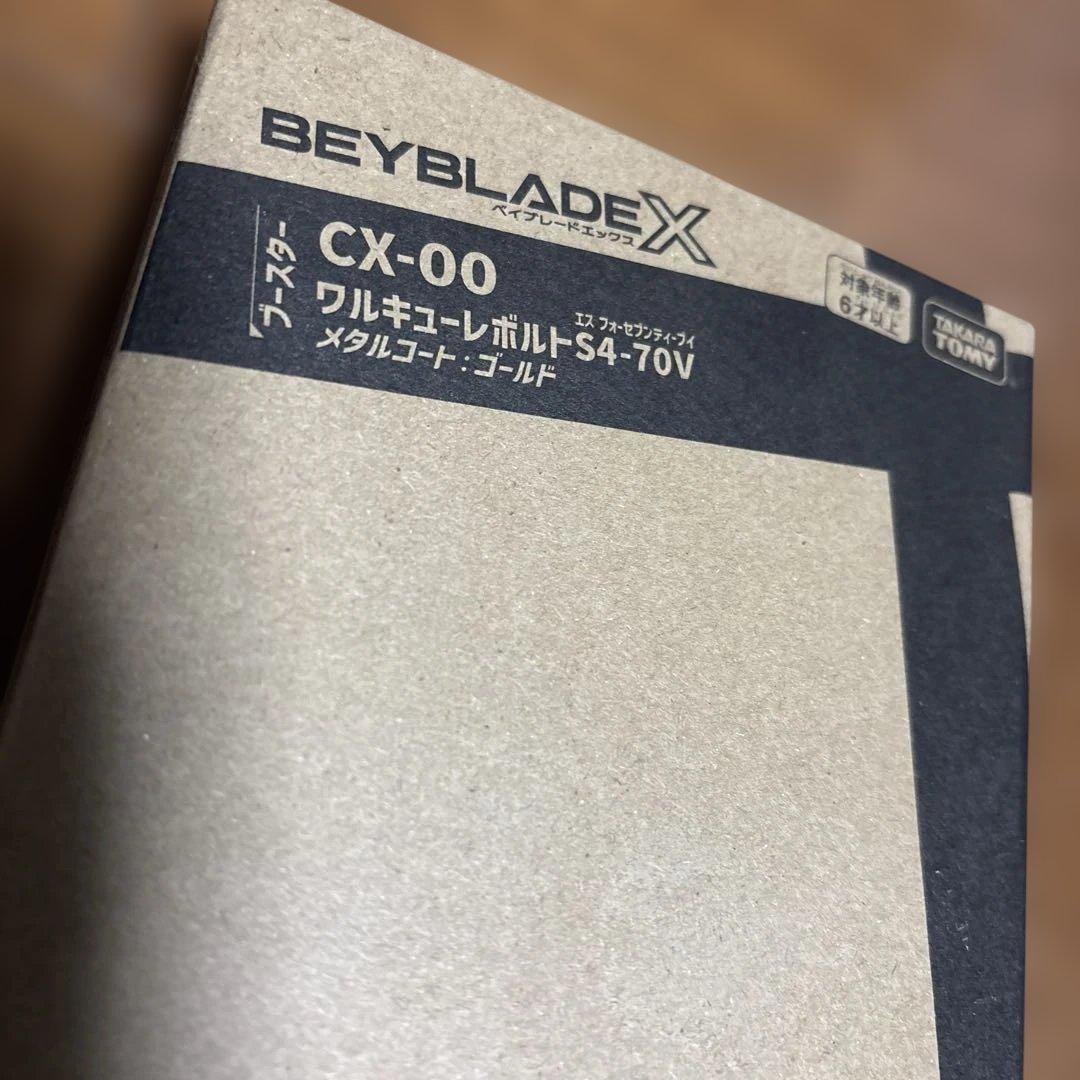 BEYBLADE X
ベイブレードエックス
ブースター
CX-00
エス フォーセブンティーブイ
ワルキューレボルトS4-70V
メタルコート:ゴールド
対象年齢
6才以上
TAKARA
TOMY